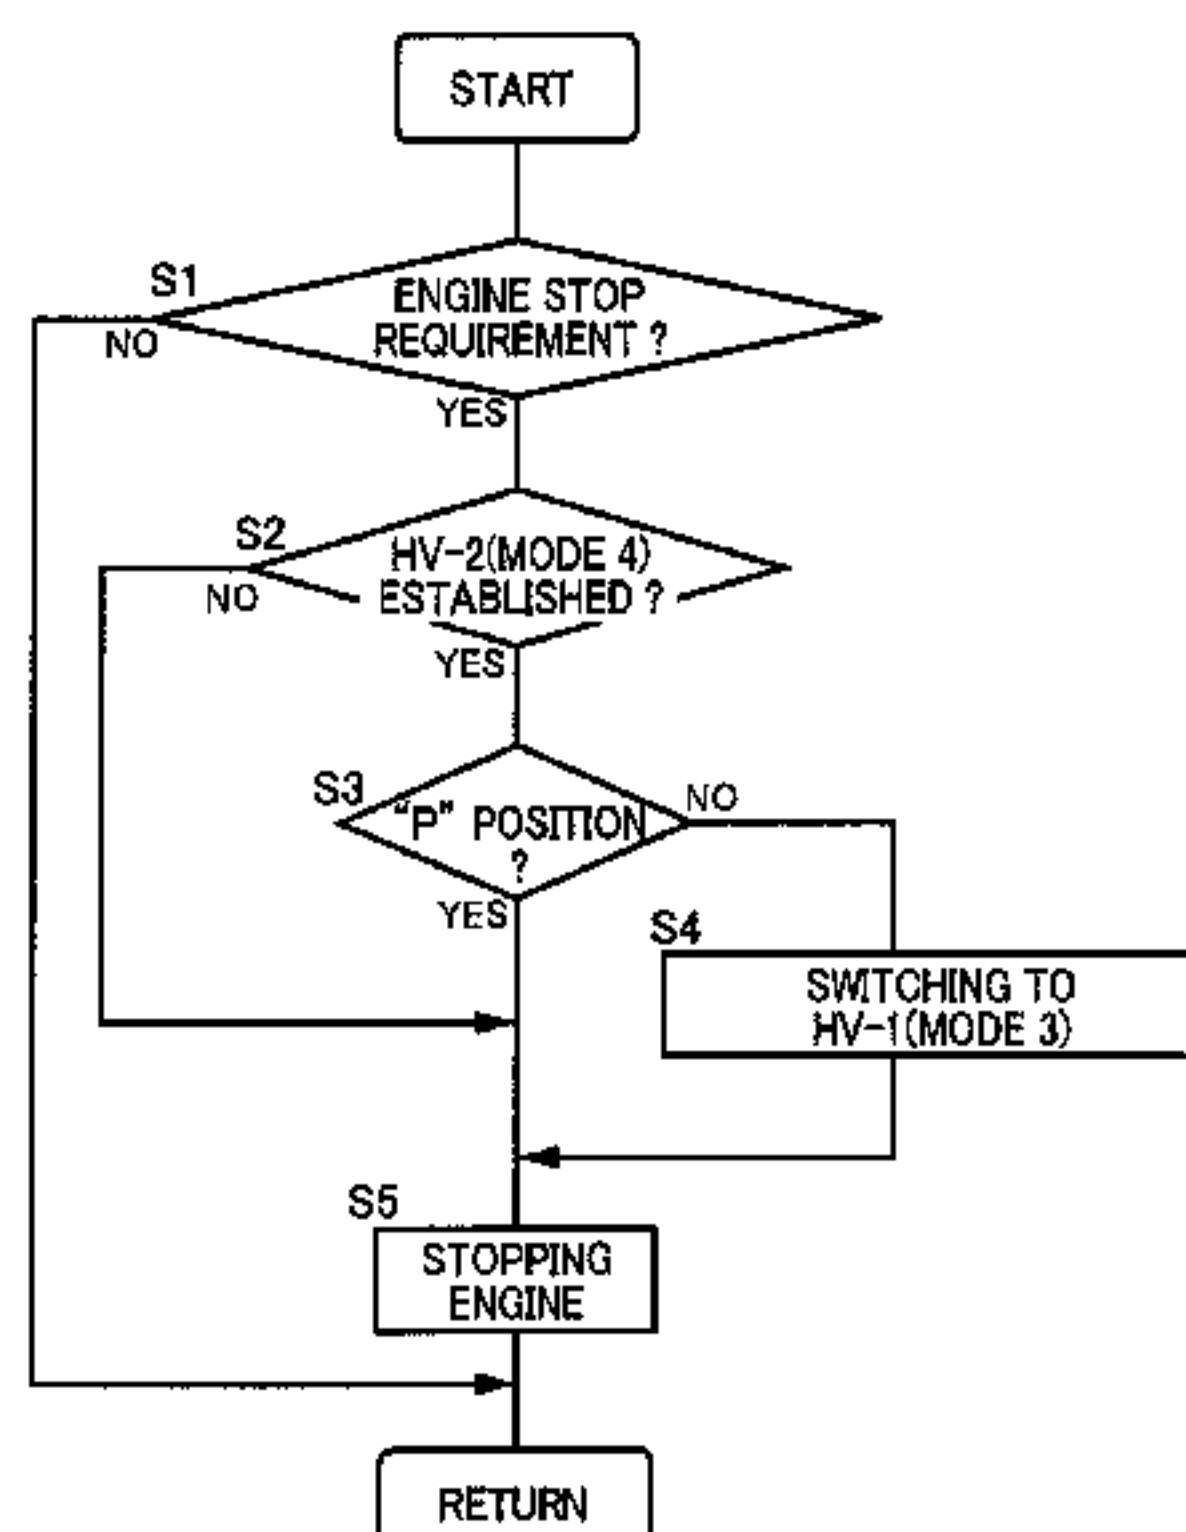 START
S1
ENGINE STOP
REQUIREMENT ?
NO
YES
S2
HV-2(MODE 4)
ESTABLISHED ?
NO
YES
S3
“P” POSITION
?
NO
YES
S4
SWITCHING TO
HV-1(MODE 3)
S5
STOPPING
ENGINE
RETURN